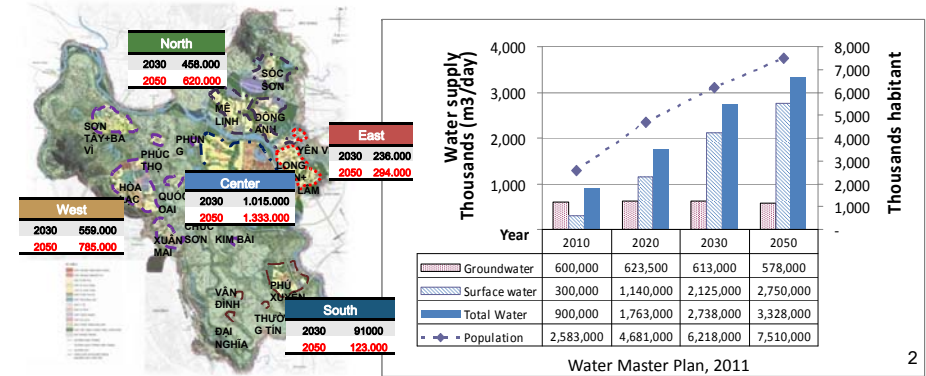 North
2030 458.000
2050 620.000
SÓC
SƠN
MÊ
LINH
ĐÔNG
ANH
SƠN
TÂY+BA
VÌ
PHÚC
THỌ
PHÙN
G
East
2030 236.000
2050 294.000
YÊN V
LONG
LÂM
HÒA
LẠC
QUỐC
OAI
Center
2030 1.015.000
2050 1.333.000
West
2030 559.000
2050 785.000
XUÂN
MAI
CHÚC
SƠN
KIM BÀI
VÂN
ĐÌNH
PHÚ
XUYÊN
THƯỜ
G TÍN
ĐẠI
NGHĨA
South
2030 91000
2050 123.000
Water supply
Thousands (m3/day)
4,000
3,000
2,000
1,000
8,000
7,000
6,000
5,000
4,000
3,000
2,000
1,000
-
Thousands habitant
Year 2010 2020 2030 2050
Groundwater 600,000 623,500 613,000 578,000
Surface water 300,000 1,140,000 2,125,000 2,750,000
Total Water 900,000 1,763,000 2,738,000 3,328,000
Population 2,583,000 4,681,000 6,218,000 7,510,000
Water Master Plan, 2011
2